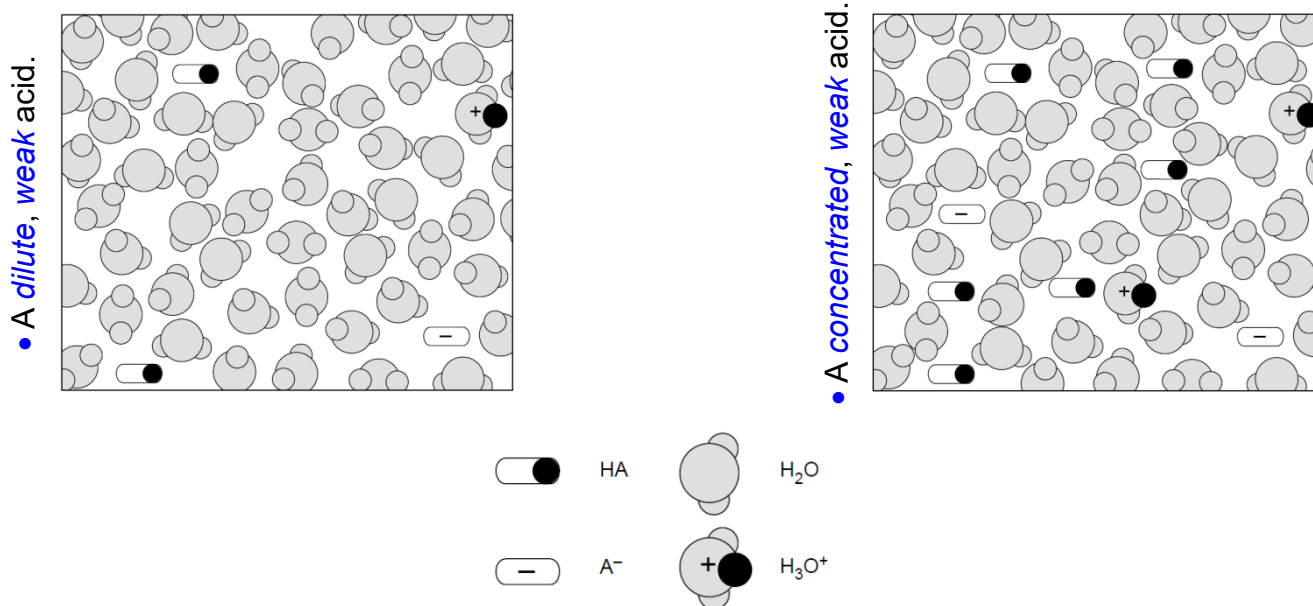 • A dilute, weak acid.
• A concentrated, weak acid.
+
−
+
−
+
−
HA
H₂O
− A⁻
+ H₃O⁺